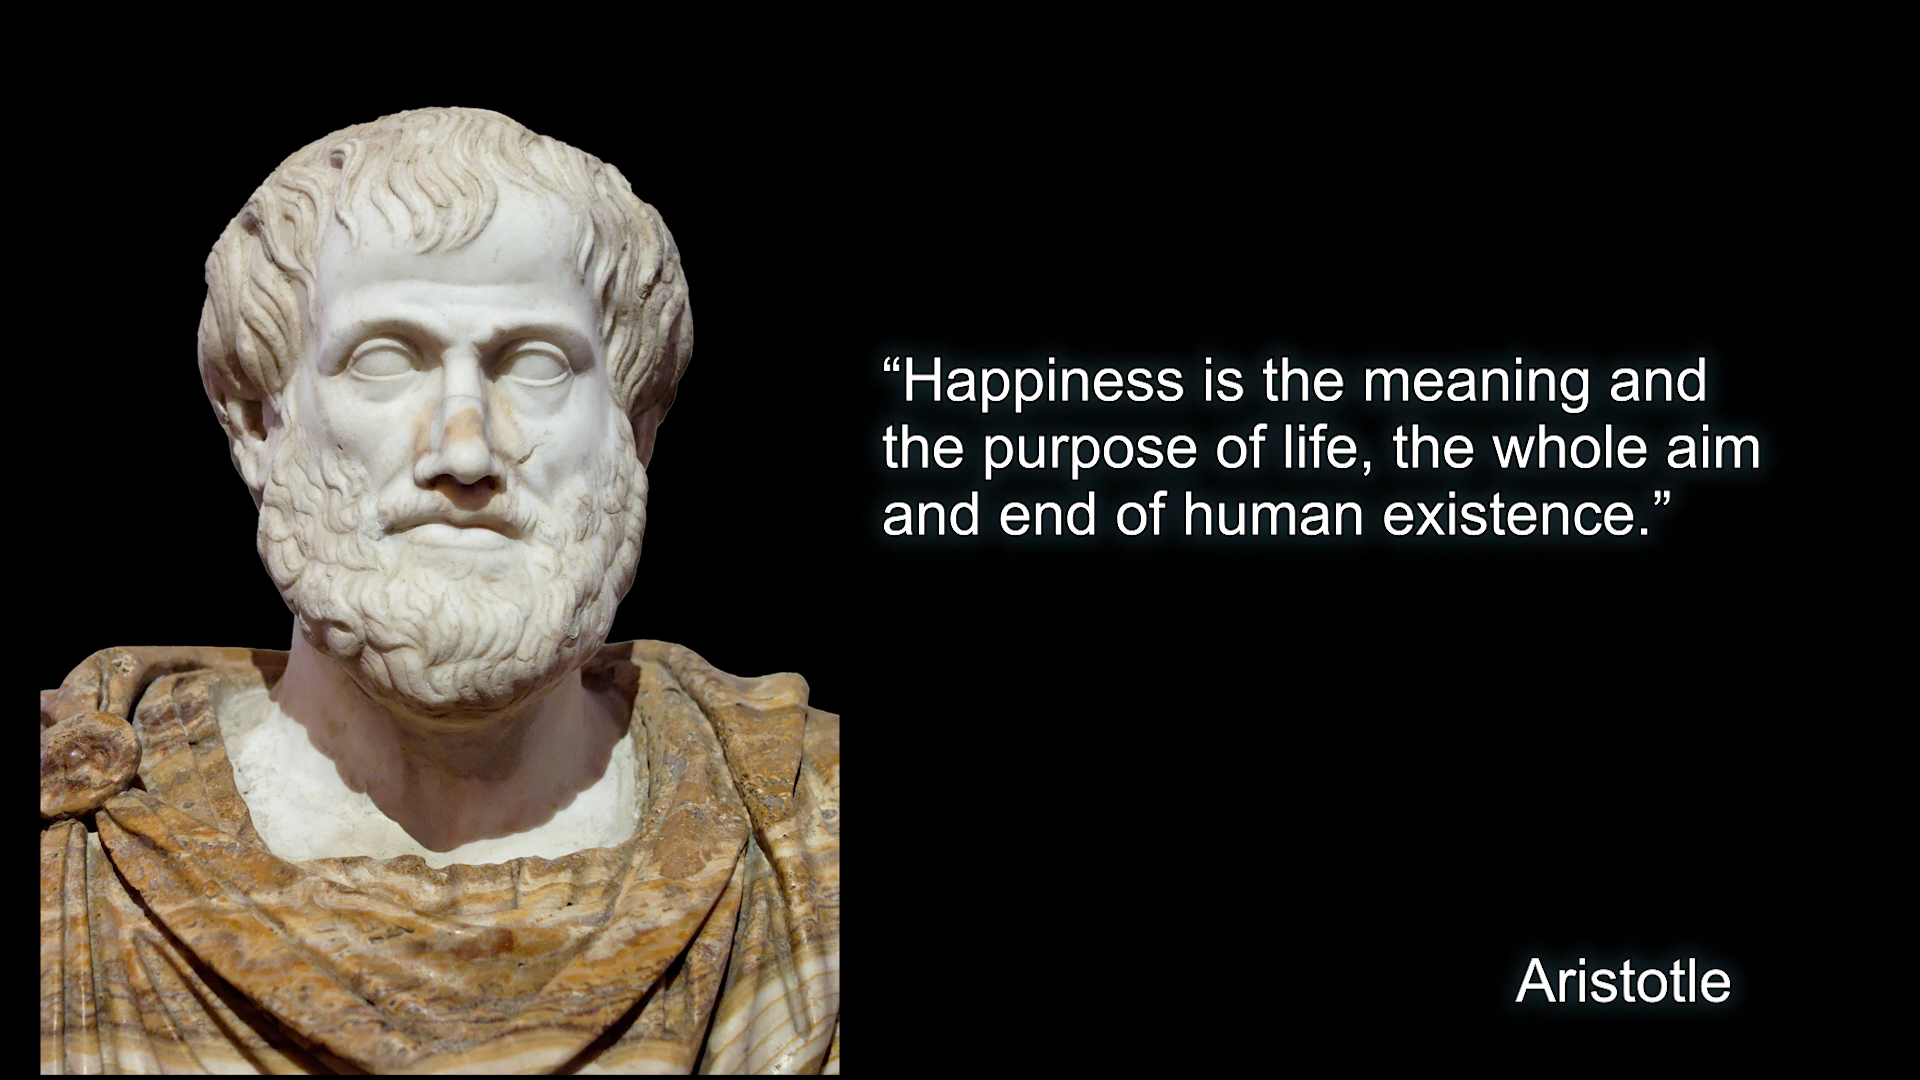 “Happiness is the meaning and
the purpose of life, the whole aim
and end of human existence.”
Aristotle